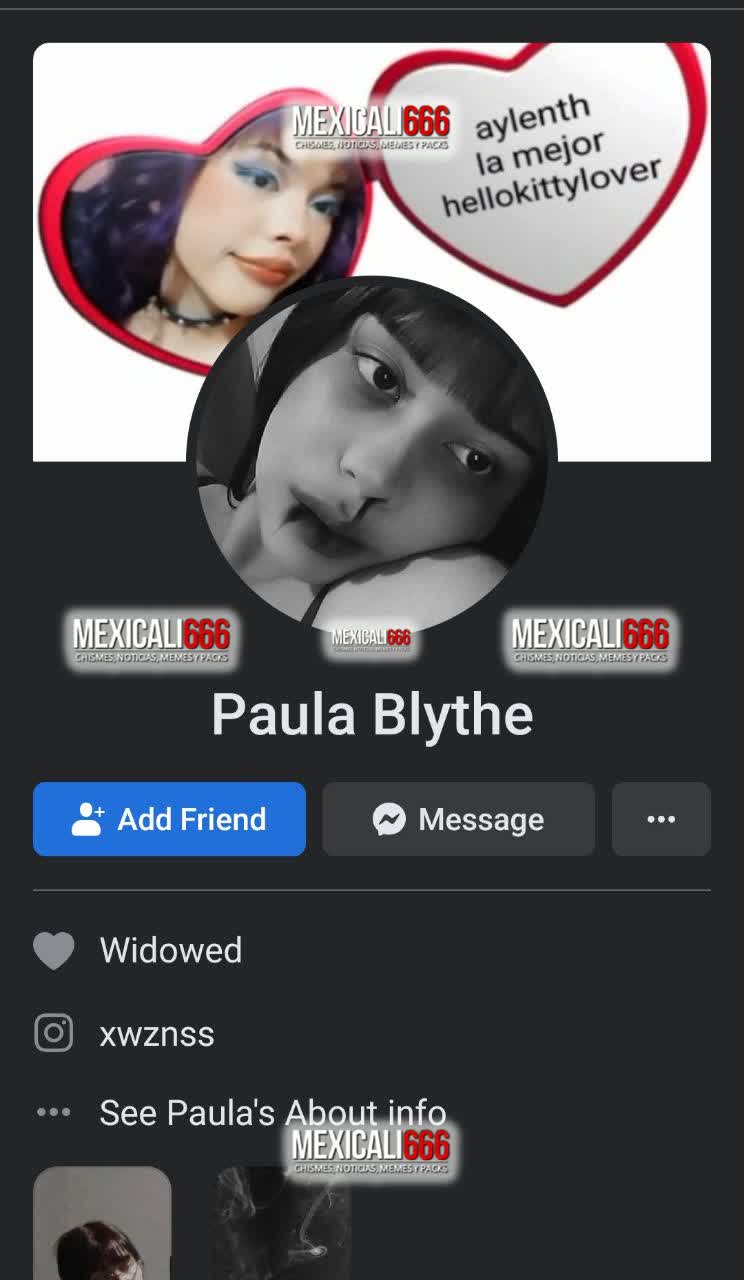 MEXICALI666
CHISMES, NOTICIAS, MEMES Y PACKS
aylenth
la mejor
hellokittylover
MEXICALI666
CHISMES, NOTICIAS, MEMES Y PACKS
MEXICALI666
MEXICALI666
CHISMES, NOTICIAS, MEMES Y PACKS
Paula Blythe
Add Friend
Message
Widowed
xwznss
See Paula's About info
MEXICALI666
CHISMES, NOTICIAS, MEMES Y PACKS